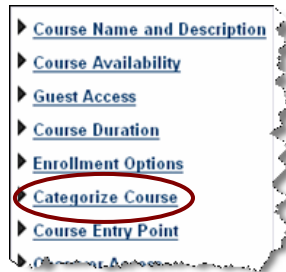 Course Name and Description
Course Availability
Guest Access
Course Duration
Enrollment Options
Categorize Course
Course Entry Point